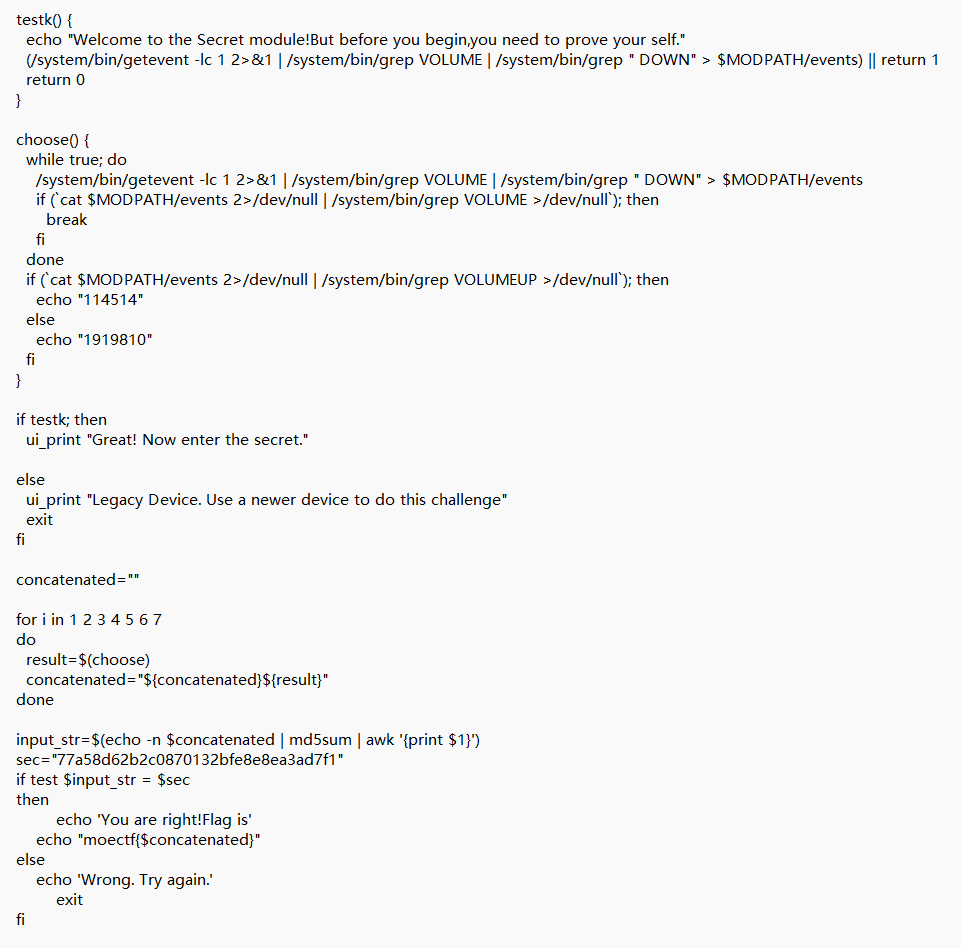 testk() {
echo "Welcome to the Secret module!But before you begin,you need to prove your self."
(/system/bin/getevent -lc 1 2>&1 | /system/bin/grep VOLUME | /system/bin/grep " DOWN" > $MODPATH/events) || return 1
return 0
}
choose() {
while true; do
/system/bin/getevent -lc 1 2>&1 | /system/bin/grep VOLUME | /system/bin/grep " DOWN" > $MODPATH/events
if (`cat $MODPATH/events 2>/dev/null | /system/bin/grep VOLUME >/dev/null`); then
break
fi
done
if (`cat $MODPATH/events 2>/dev/null | /system/bin/grep VOLUMEUP >/dev/null`); then
echo "114514"
else
echo "1919810"
fi
}
if testk; then
ui_print "Great! Now enter the secret."
else
ui_print "Legacy Device. Use a newer device to do this challenge"
exit
fi
concatenated=""
for i in 1 2 3 4 5 6 7
do
result=$(choose)
concatenated="${concatenated}${result}"
done
input_str=$(echo -n $concatenated | md5sum | awk '{print $1}')
sec="77a58d62b2c0870132bfe8e8ea3ad7f1"
if test $input_str = $sec
then
echo 'You are right!Flag is'
echo "moectf{$concatenated}"
else
echo 'Wrong. Try again.'
exit
fi